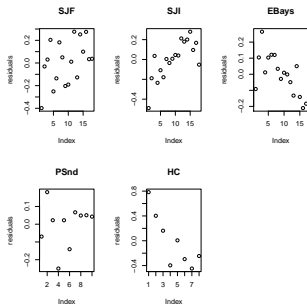 SJF
residuals
-0.4 0.0 0.2
5 10 15
Index
SJI
residuals
-0.4 0.0 0.2
5 10 15
Index
EBays
residuals
-0.2 0.0 0.2
5 10 15
Index
PSnd
residuals
-0.2 0.0 0.1
2 4 6 8
Index
HC
residuals
-0.4 0.0 0.4 0.8
1 3 5 7
Index